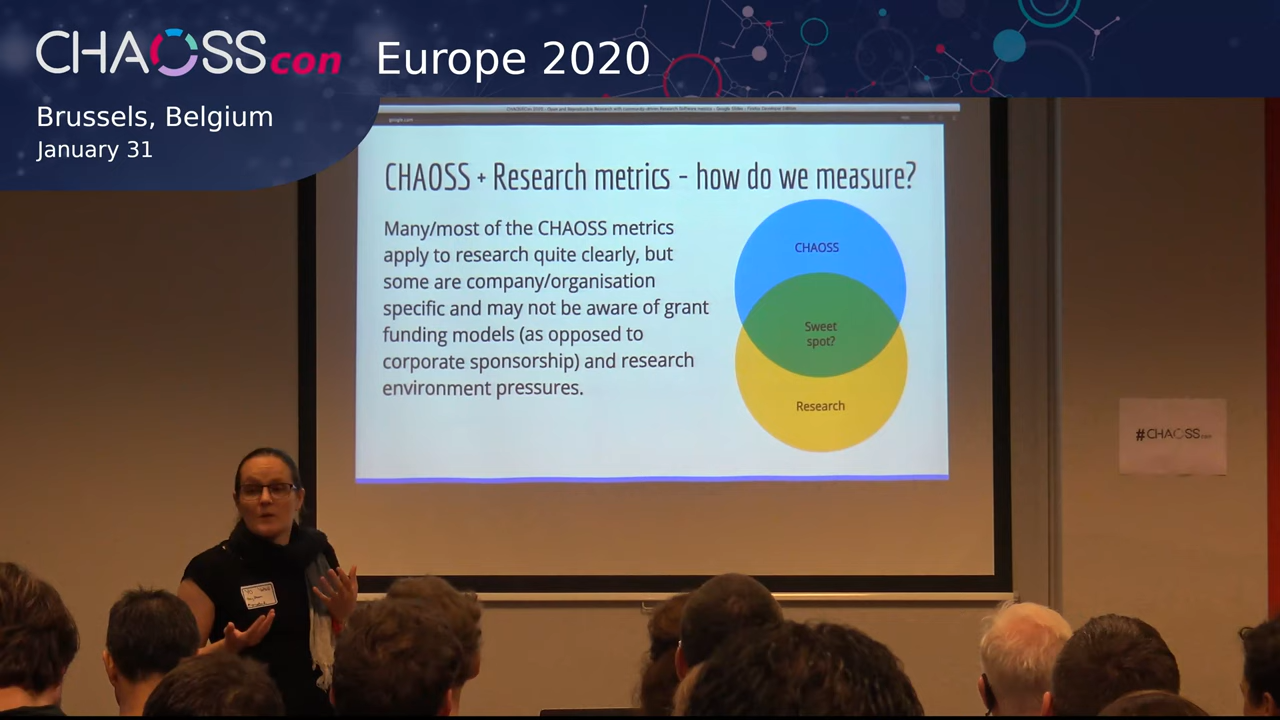 CHAOSScon Europe 2020
Brussels, Belgium
January 31
google.com
CHAOSS + Research metrics - how do we measure?
Many/most of the CHAOSS metrics
apply to research quite clearly, but
some are company/organisation
specific and may not be aware of grant
funding models (as opposed to
corporate sponsorship) and research
environment pressures.
CHAOSS
Sweet
spot?
Research
#CHAOSScon